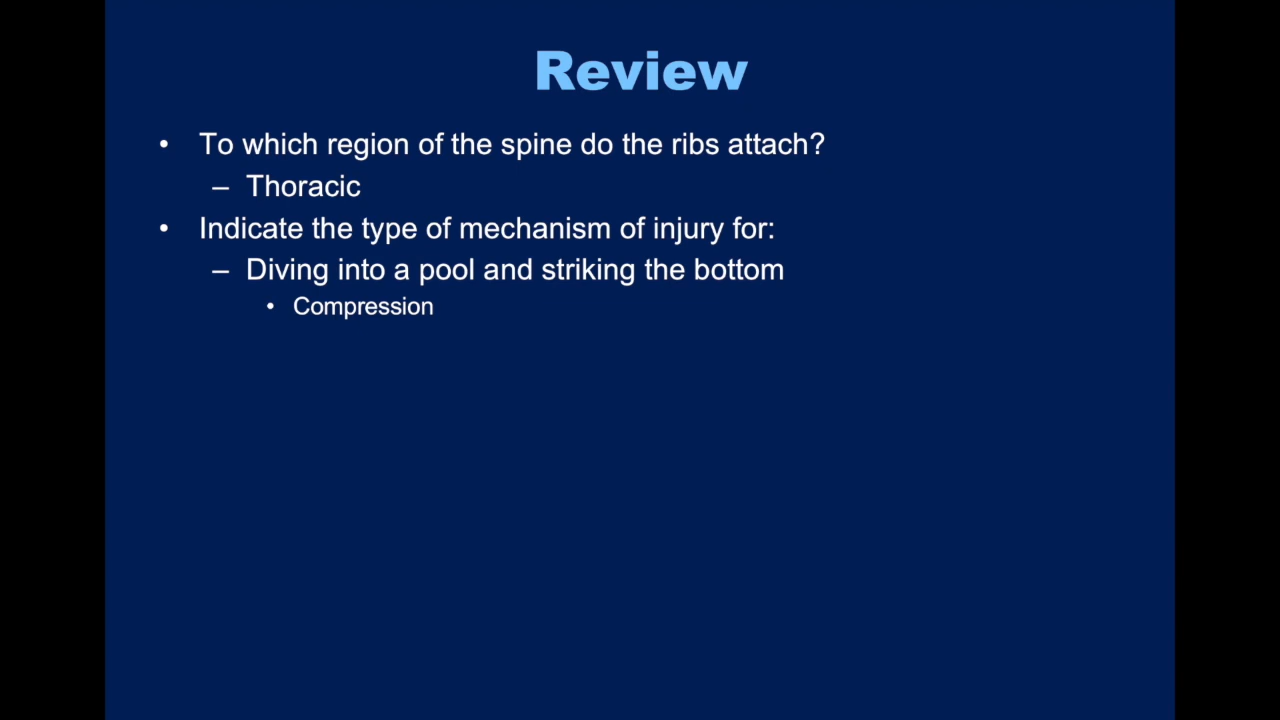 Review
• To which region of the spine do the ribs attach?
– Thoracic
• Indicate the type of mechanism of injury for:
– Diving into a pool and striking the bottom
• Compression